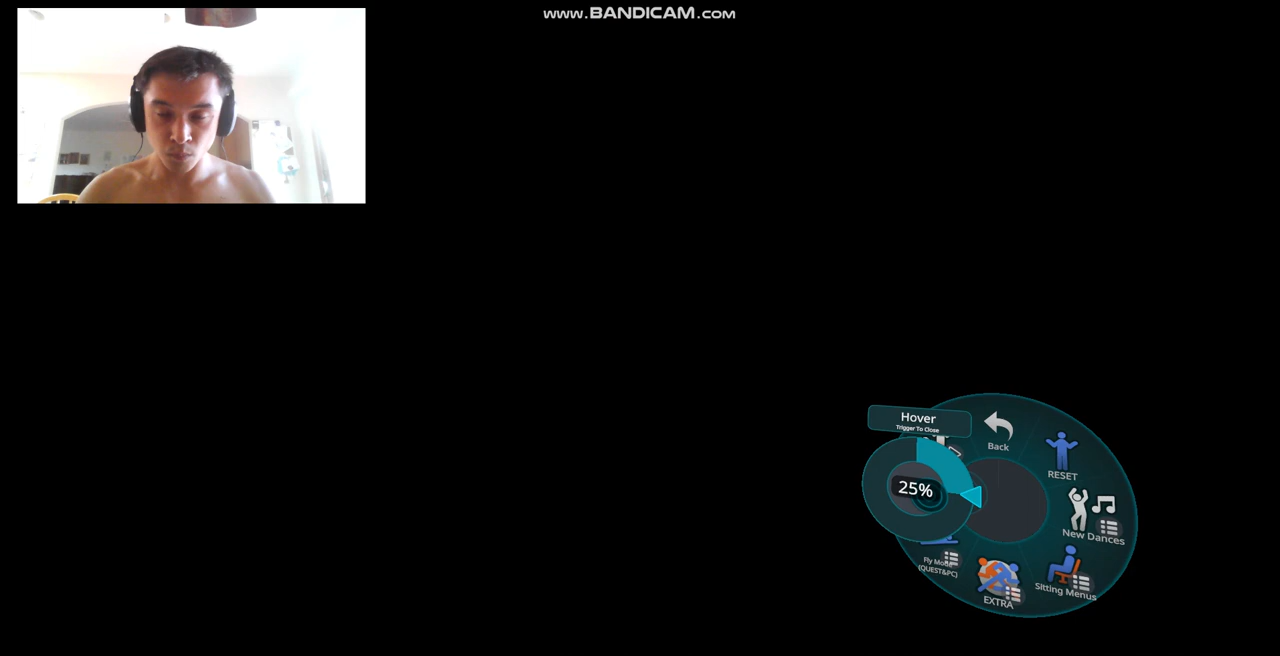 www.BANDICAM.com
Hover
Trigger To Close
Back
RESET
25%
New Dances
Fly Mode
(QUEST&PC)
Sitting Menus
EXTRA